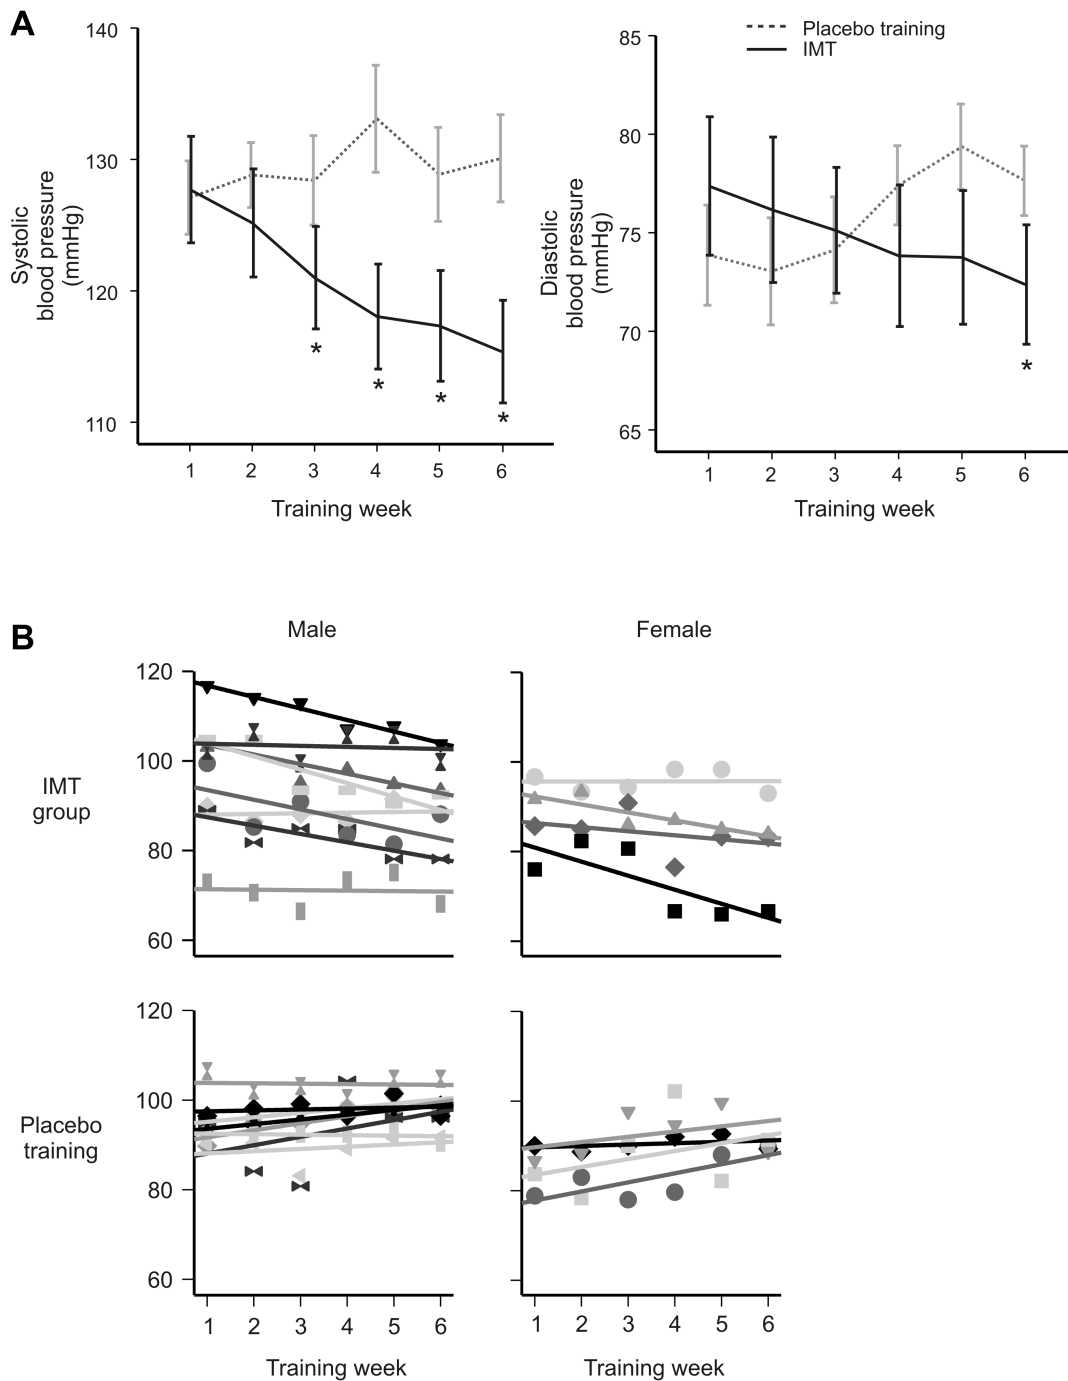 A
Placebo training
IMT
140
130
120
110
Systolic
blood pressure
(mmHg)
1 2 3 4 5 6
Training week
* * * *
85
80
75
70
65
Diastolic
blood pressure
(mmHg)
1 2 3 4 5 6
Training week
*
B
Male
Female
IMT
group
120
100
80
60
Placebo
training
120
100
80
60
1 2 3 4 5 6
Training week
1 2 3 4 5 6
Training week